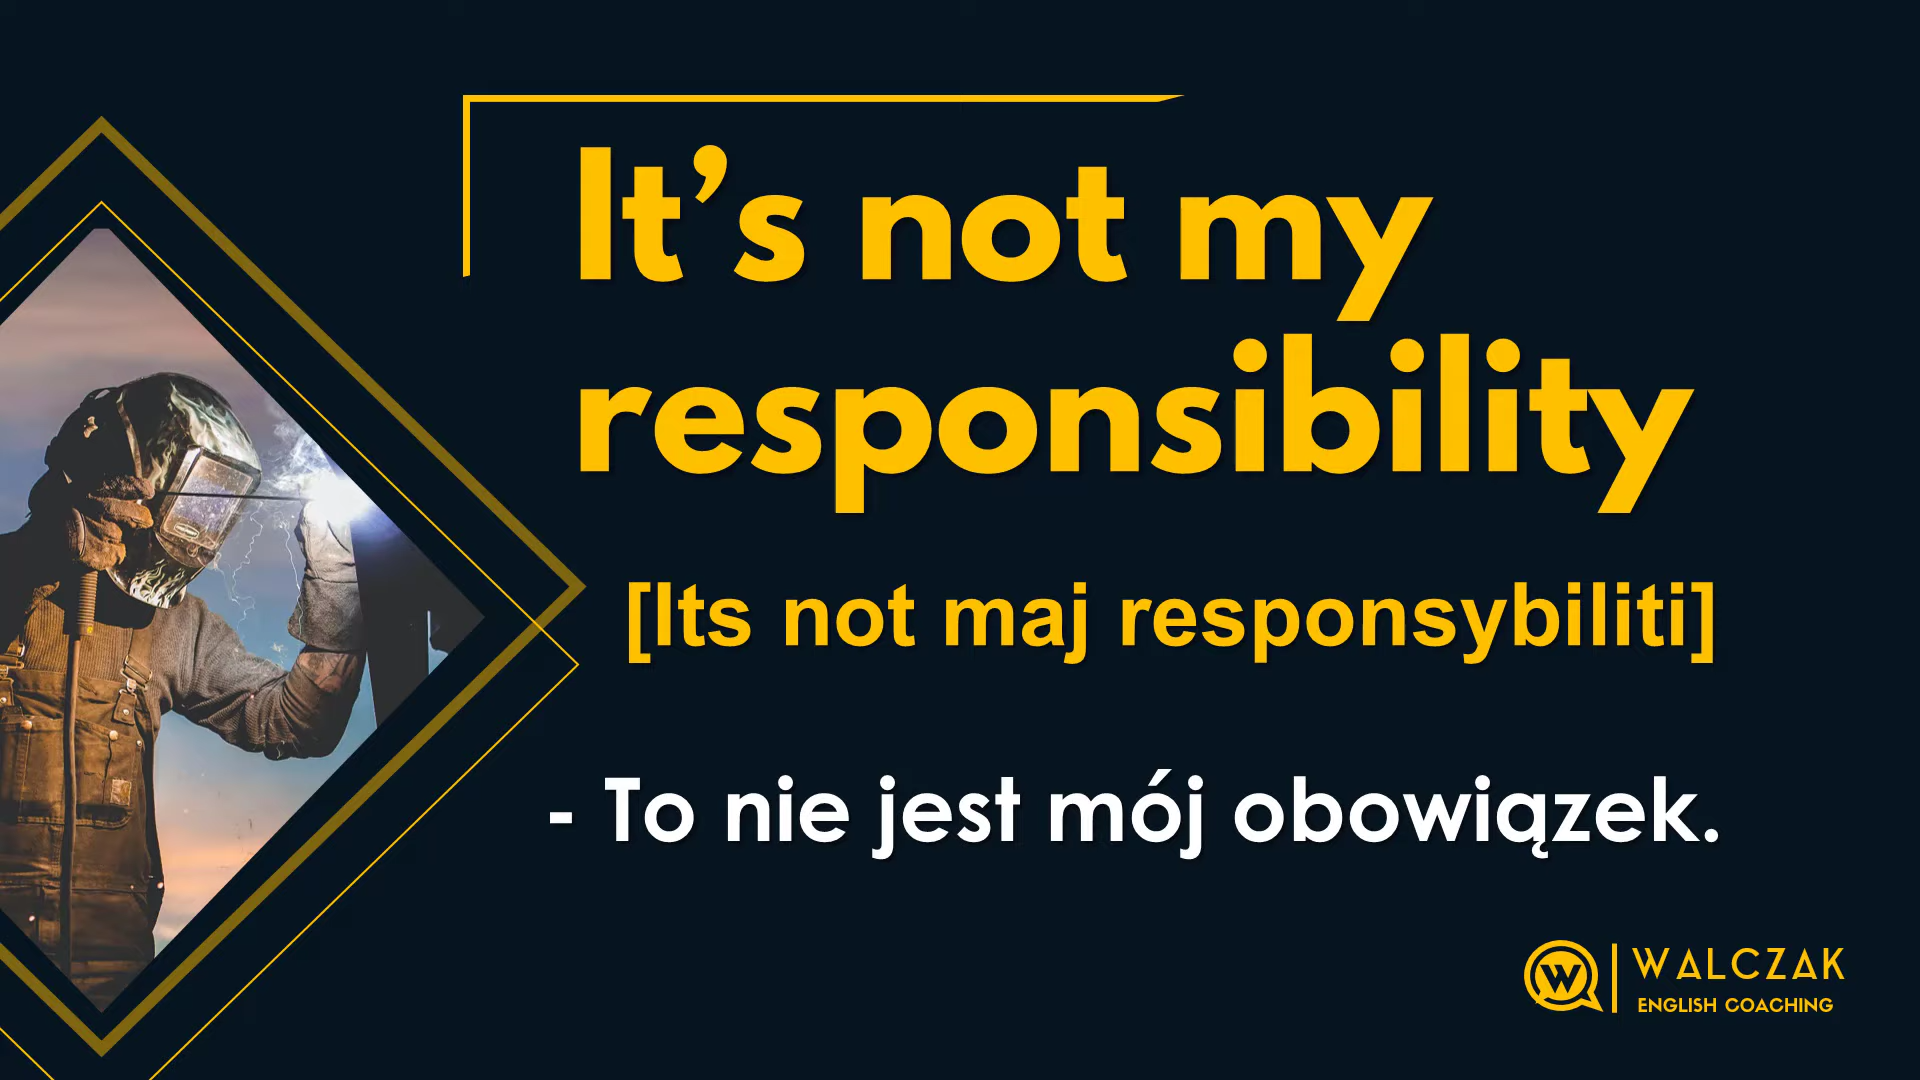 It’s not my
responsibility
[Its not maj responsybiliti]
- To nie jest mój obowiązek.
W
WALCZAK
ENGLISH COACHING